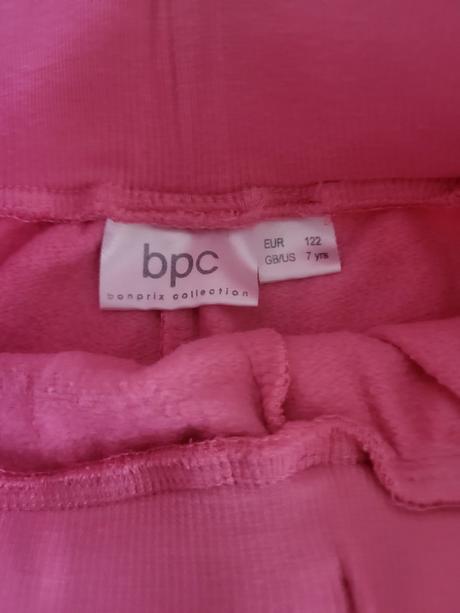 bpc
bonprix collection
EUR 122
GB/US 7 yrs